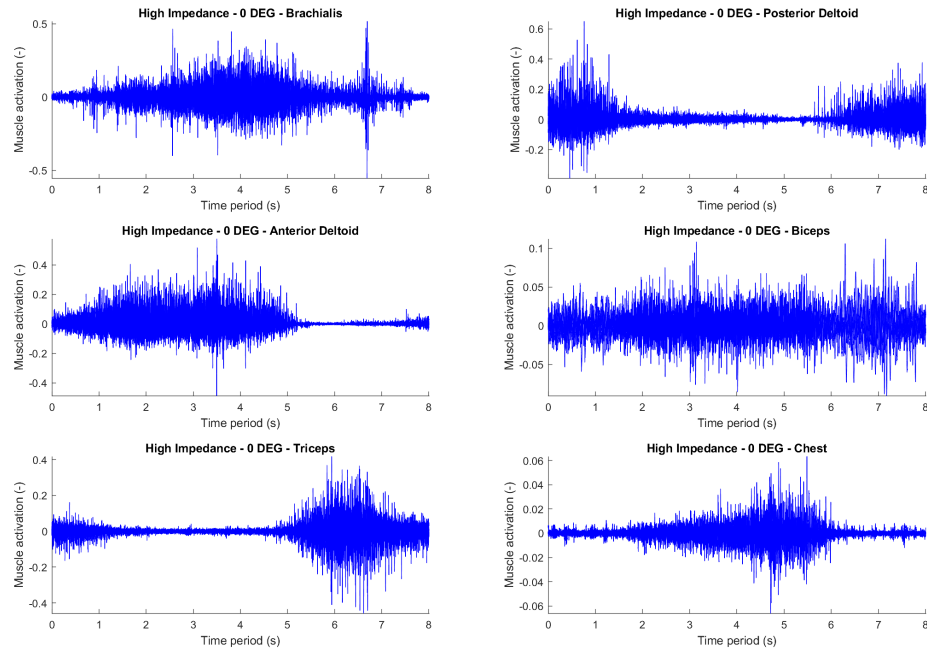 High Impedance - 0 DEG - Brachialis
Muscle activation (-)
0.5
0
-0.5
0 1 2 3 4 5 6 7 8
Time period (s)
High Impedance - 0 DEG - Posterior Deltoid
Muscle activation (-)
0.6
0.4
0.2
0
-0.2
0 1 2 3 4 5 6 7 8
Time period (s)
High Impedance - 0 DEG - Anterior Deltoid
Muscle activation (-)
0.4
0.2
0
-0.2
-0.4
0 1 2 3 4 5 6 7 8
Time period (s)
High Impedance - 0 DEG - Biceps
Muscle activation (-)
0.1
0.05
0
-0.05
0 1 2 3 4 5 6 7 8
Time period (s)
High Impedance - 0 DEG - Triceps
Muscle activation (-)
0.4
0.2
0
-0.2
-0.4
0 1 2 3 4 5 6 7 8
Time period (s)
High Impedance - 0 DEG - Chest
Muscle activation (-)
0.06
0.04
0.02
0
-0.02
-0.04
-0.06
0 1 2 3 4 5 6 7 8
Time period (s)